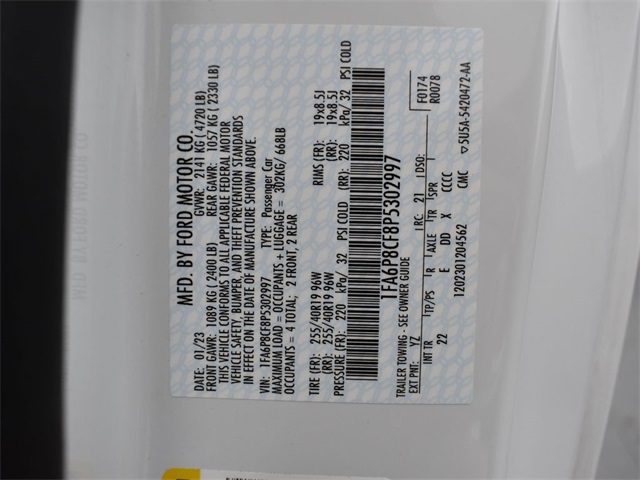 MFD. BY FORD MOTOR CO.
DATE: 01/23 GVWR: 2141 KG ( 4720 LB)
FRONT GAWR: 1089 KG ( 2400 LB) REAR GAWR: 1057 KG ( 2330 LB)
THIS VEHICLE CONFORMS TO ALL APPLICABLE FEDERAL MOTOR
VEHICLE SAFETY, BUMPER, AND THEFT PREVENTION STANDARDS
IN EFFECT ON THE DATE OF MANUFACTURE SHOWN ABOVE.
VIN: 1FA6P8CF8P5302997 TYPE: Passenger Car
MAXIMUM LOAD = OCCUPANTS + LUGGAGE = 302KG/ 668LB
OCCUPANTS = 4 TOTAL; 2 FRONT, 2 REAR
TIRE (FR): 255/40R19 96W RIMS (FR): 19x8.5J
(RR): 255/40R19 96W (RR): 19x8.5J
PRESSURE (FR): 220 kPa/ 32 PSI COLD (RR): 220 kPa/ 32 PSI COLD
1FA6P8CF8P5302997
TRAILER TOWING - SEE OWNER GUIDE
EXT PNT: YZ RC: 21 DSO: F0174
R0078
INT TR TP/PS R AXLE TR SPR
22 E DD X CCCC
1202301204562 CMC ▽5U5A-5420472-AA